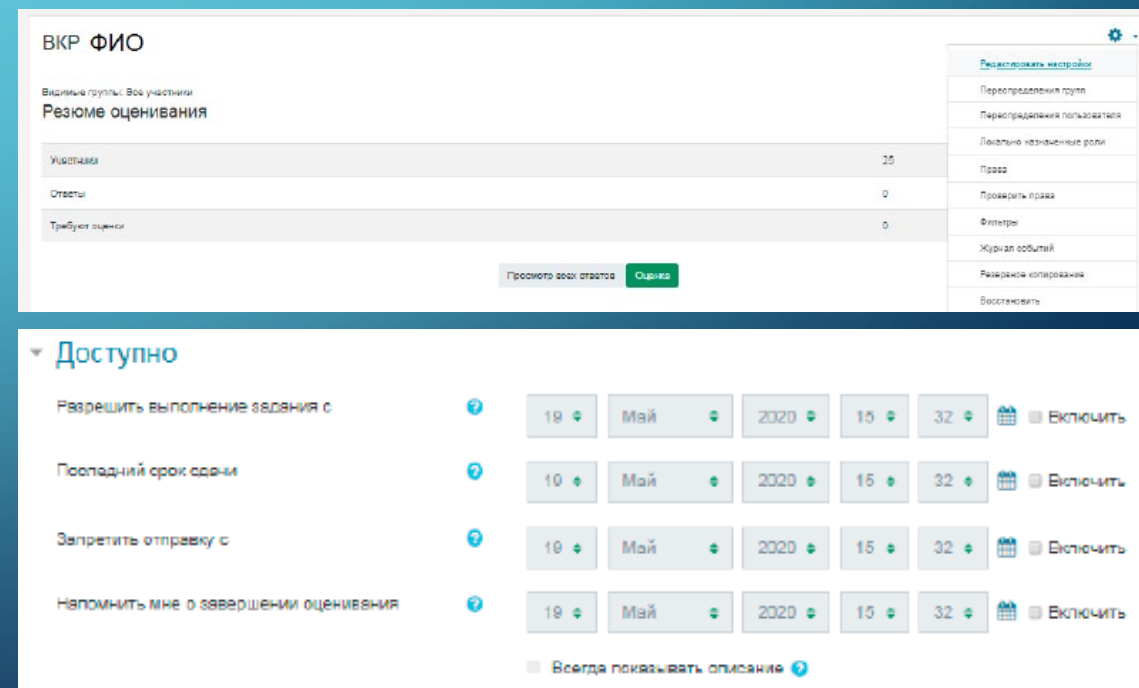 ВКР ФИО
Видимые группы: Все участники
Резюме оценивания
Участники 25
Ответы 0
Требуют оценки 0
Просмотр всех ответов Оценка
Редактировать настройки
Переопределения групп
Переопределения пользователя
Локально назначенные роли
Права
Проверить права
Фильтры
Журнал событий
Резервное копирование
Восстановить
Доступно
Разрешить выполнение задания с 19 Май 2020 15 32 Включить
Последний срок сдачи 19 Май 2020 15 32 Включить
Запретить отправку с 19 Май 2020 15 32 Включить
Напомнить мне о завершении оценивания 19 Май 2020 15 32 Включить
Всегда показывать описание